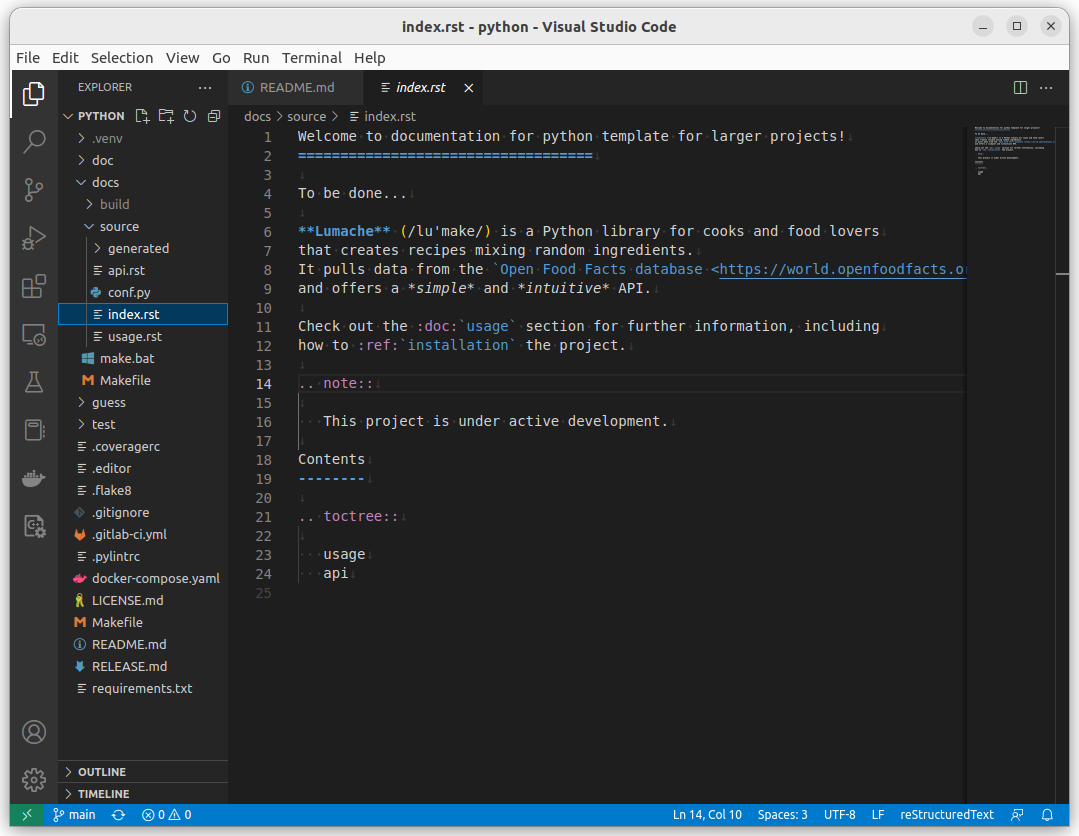 index.rst - python - Visual Studio Code
File Edit Selection View Go Run Terminal Help
EXPLORER
README.md
index.rst
PYTHON
docs > source > index.rst
.venv
doc
docs
build
source
generated
api.rst
conf.py
index.rst
usage.rst
make.bat
Makefile
guess
test
.coveragerc
.editor
.flake8
.gitignore
.gitlab-ci.yml
.pylintrc
docker-compose.yaml
LICENSE.md
Makefile
README.md
RELEASE.md
requirements.txt
OUTLINE
TIMELINE
1 Welcome to documentation for python template for larger projects!
2 ===================================
3
4 To be done...
5
6 **Lumache** (/lu'make/) is a Python library for cooks and food lovers
7 that creates recipes mixing random ingredients.
8 It pulls data from the `Open Food Facts database <https://world.openfoodfacts.or
9 and offers a *simple* and *intuitive* API.
10
11 Check out the :doc:`usage` section for further information, including
12 how to :ref:`installation` the project.
13
14 .. note::
15
16 This project is under active development.
17
18 Contents
19 --------
20
21 .. toctree::
22
23 usage
24 api
25
main 0 0 Ln 14, Col 10 Spaces: 3 UTF-8 LF reStructuredText